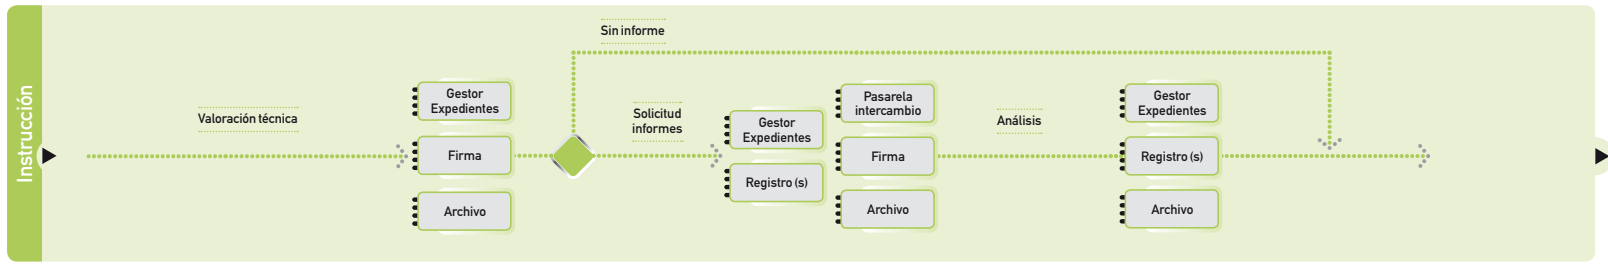 Instrucción
Sin informe
Valoración técnica
Gestor
Expedientes
Firma
Archivo
Solicitud
informes
Gestor
Expedientes
Registro (s)
Pasarela
intercambio
Firma
Archivo
Análisis
Gestor
Expedientes
Registro (s)
Archivo